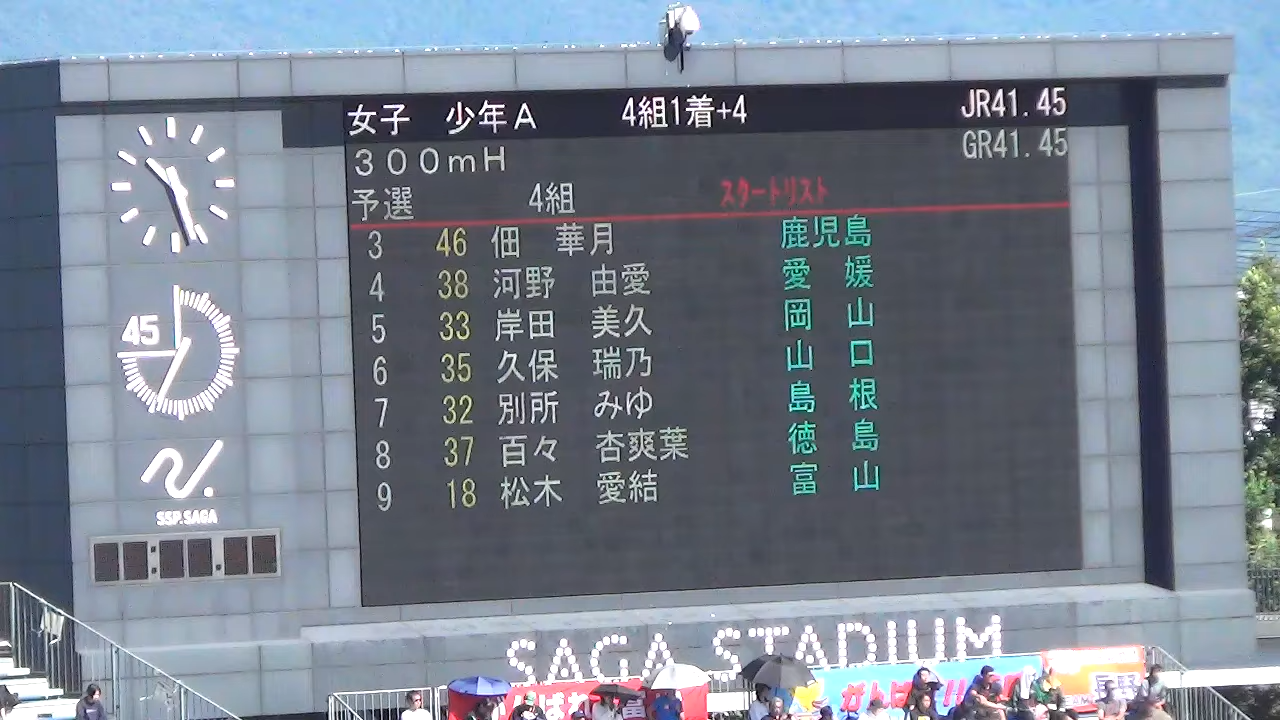 女子 少年A 4組1着+4 JR41.45
300mH GR41.45
予選 4組 スタートリスト
3 46 佃 華月 鹿児島
4 38 河野 由愛 愛媛
5 33 岸田 美久 岡山
6 35 久保 瑞乃 山口
7 32 別所 みゆ 島根
8 37 百々 杏爽葉 徳島
9 18 松木 愛結 富山
45
SSP.SAGA
SAGA STADIUM